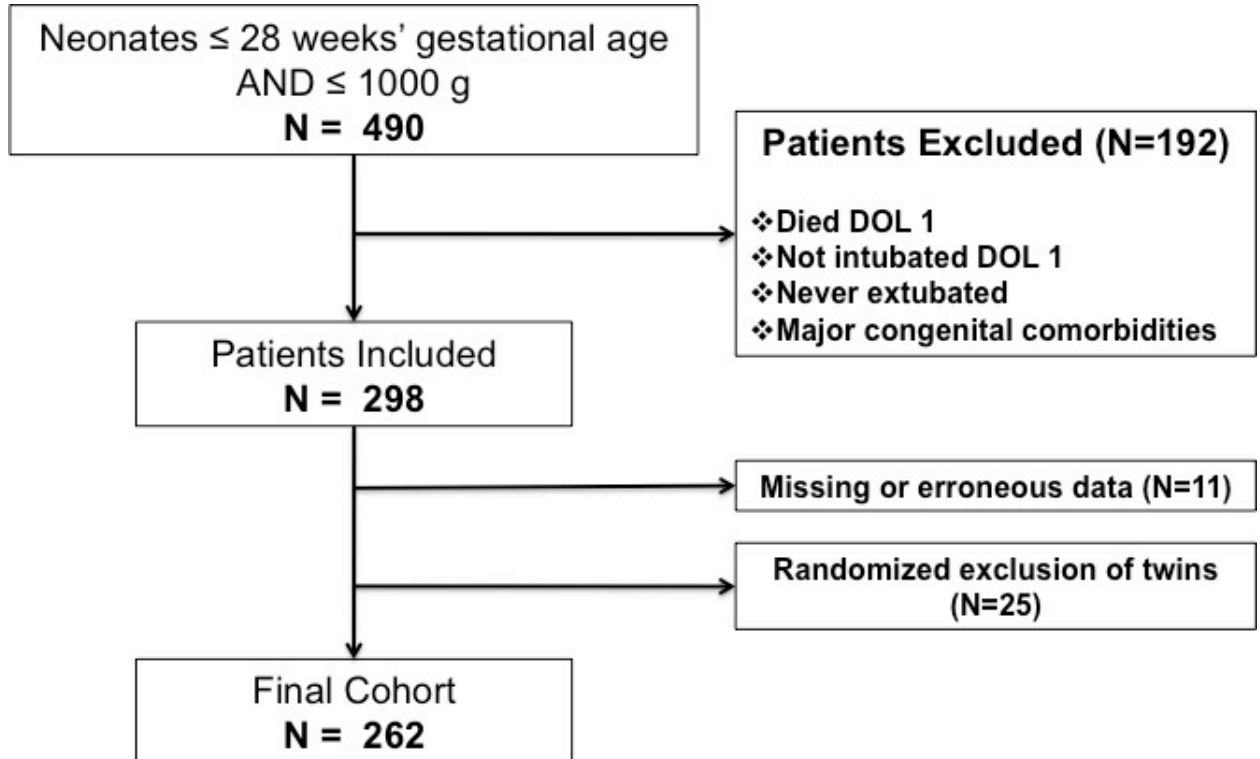 Neonates ≤ 28 weeks’ gestational age
AND ≤ 1000 g
N = 490
Patients Excluded (N=192)
❖Died DOL 1
❖Not intubated DOL 1
❖Never extubated
❖Major congenital comorbidities
Patients Included
N = 298
Missing or erroneous data (N=11)
Randomized exclusion of twins
(N=25)
Final Cohort
N = 262